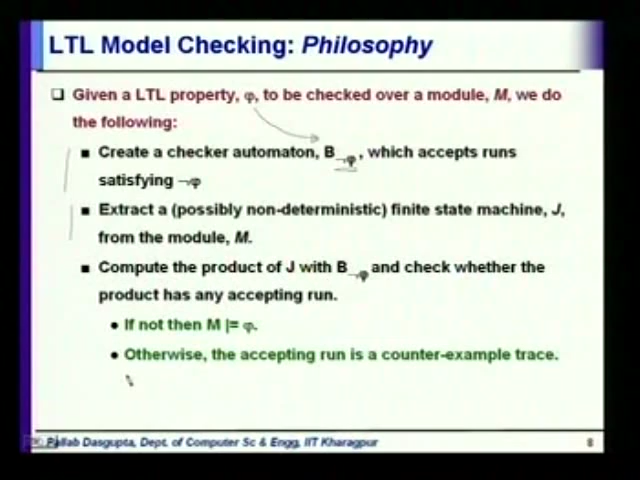 LTL Model Checking: Philosophy
❑ Given a LTL property, φ, to be checked over a module, M, we do
the following:
■ Create a checker automaton, B¬φ, which accepts runs
satisfying ¬φ
■ Extract a (possibly non-deterministic) finite state machine, J,
from the module, M.
■ Compute the product of J with B¬φ and check whether the
product has any accepting run.
• If not then M |= φ.
• Otherwise, the accepting run is a counter-example trace.
Pallab Dasgupta, Dept. of Computer Sc & Engg, IIT Kharagpur
8